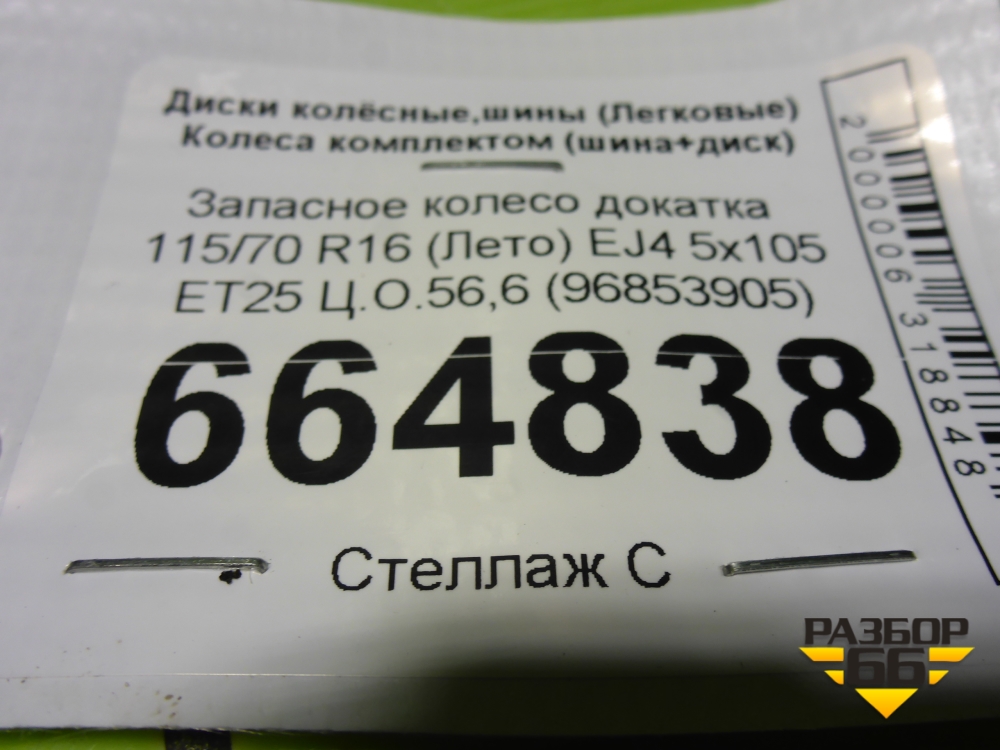 Диски колёсные,шины (Легковые)
Колеса комплектом (шина+диск)
Запасное колесо докатка
115/70 R16 (Лето) EJ4 5x105
ET25 Ц.О.56,6 (96853905)
664838
Стеллаж С
2000006318848
РАЗБОР
66